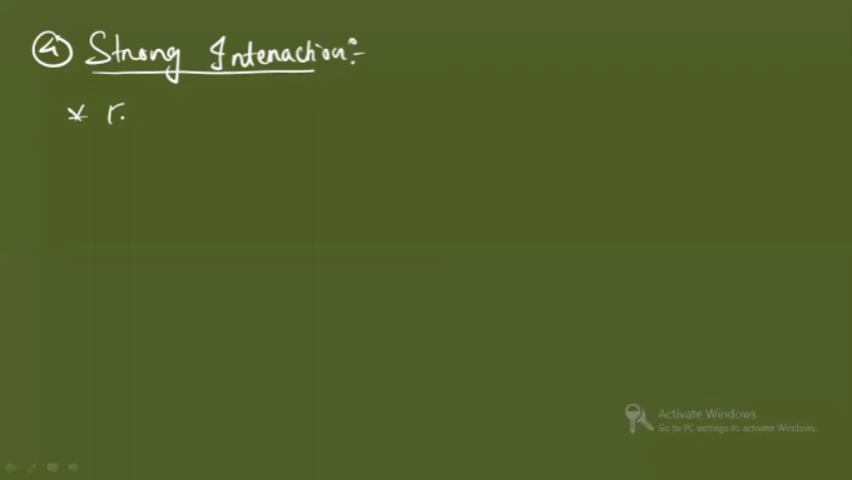 ④ Strong Interaction:-
* r.
Activate Windows
Go to PC settings to activate Windows.